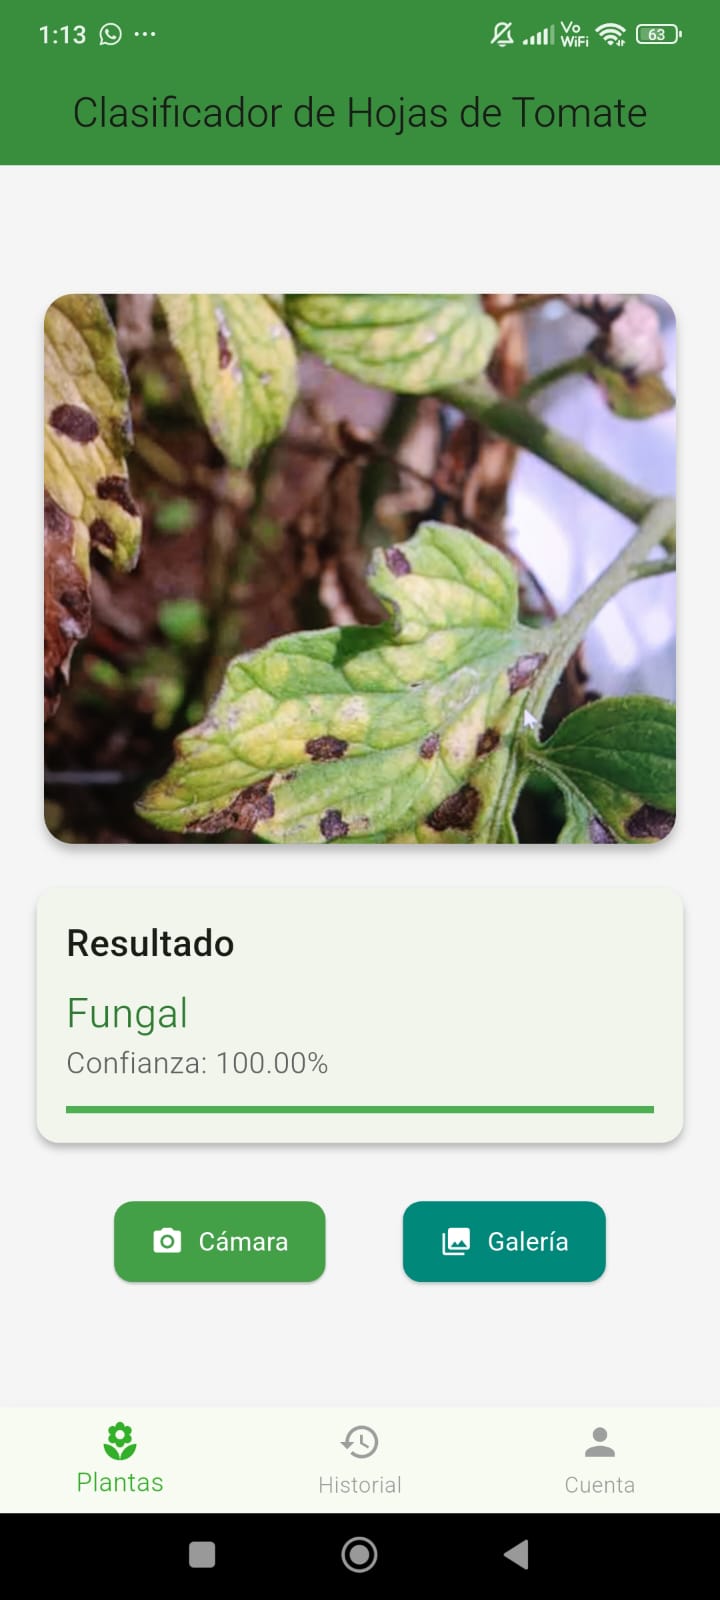 1:13
Vo
WiFi
63
Clasificador de Hojas de Tomate
Resultado
Fungal
Confianza: 100.00%
Cámara
Galería
Plantas
Historial
Cuenta